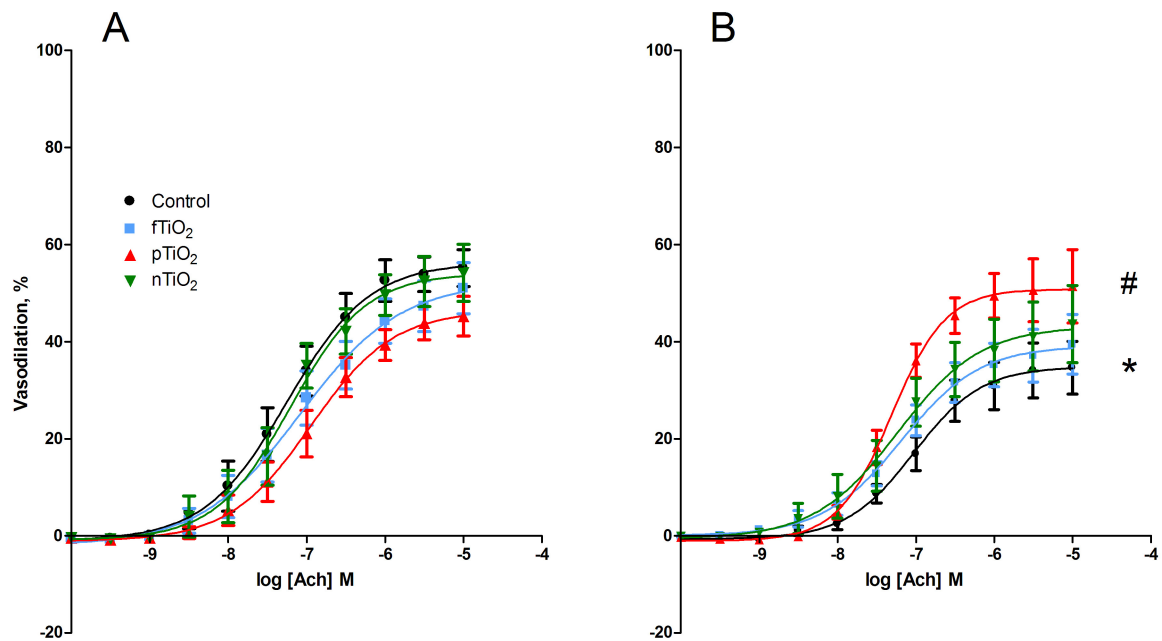 A
B
100
80
60
40
20
0
-20
Vasodilation, %
Control
fTiO2
pTiO2
nTiO2
-9 -8 -7 -6 -5 -4
log [Ach] M
100
80
60
40
20
0
-20
-9 -8 -7 -6 -5 -4
log [Ach] M
#
*